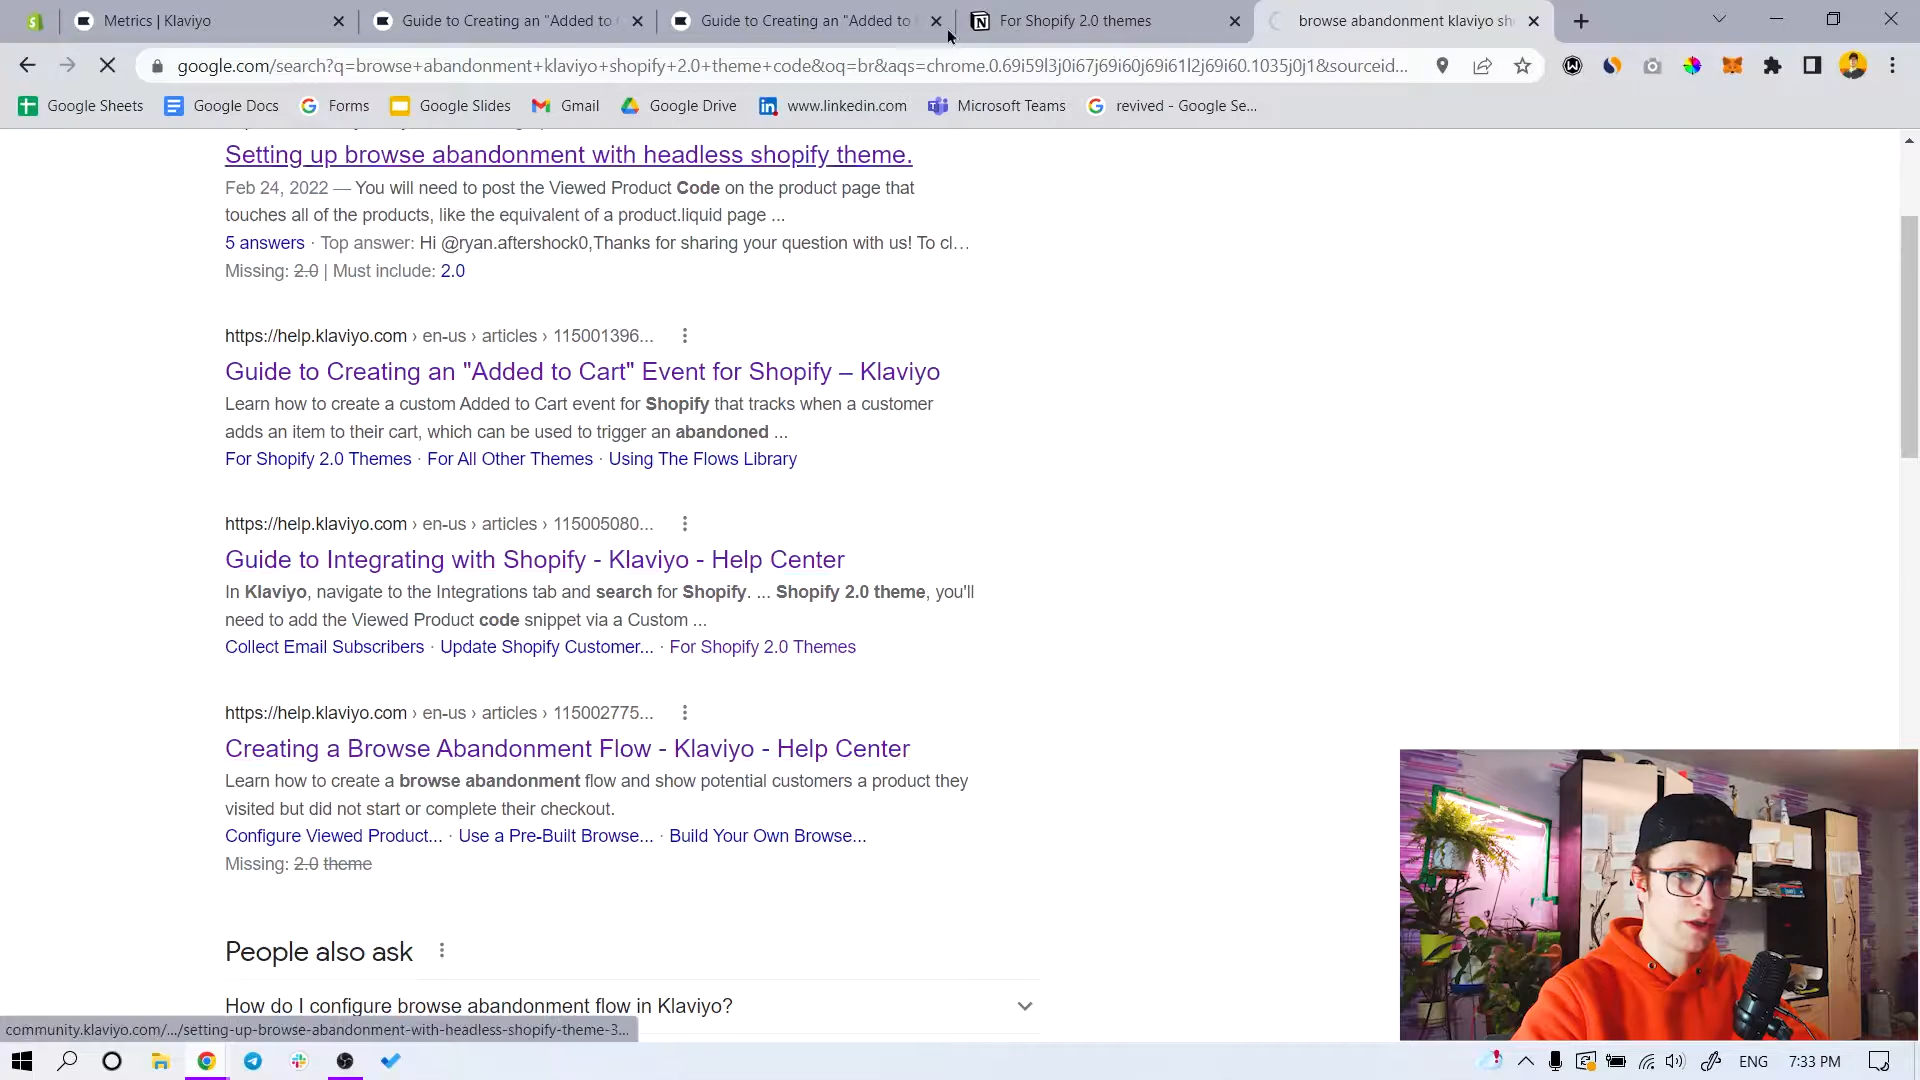 Metrics | Klaviyo
Guide to Creating an "Added to
Guide to Creating an "Added to
For Shopify 2.0 themes
browse abandonment klaviyo sh
google.com/search?q=browse+abandonment+klaviyo+shopify+2.0+theme+code&oq=br&aqs=chrome.0.69i59l3j0i67j69i60j69i61l2j69i60.1035j0j1&sourceid...
Google Sheets
Google Docs
Forms
Google Slides
Gmail
Google Drive
www.linkedin.com
Microsoft Teams
revived - Google Se...
Setting up browse abandonment with headless shopify theme.
Feb 24, 2022 — You will need to post the Viewed Product Code on the product page that
touches all of the products, like the equivalent of a product.liquid page ...
5 answers · Top answer: Hi @ryan.aftershock0,Thanks for sharing your question with us! To cl...
Missing: 2.0 | Must include: 2.0
https://help.klaviyo.com › en-us › articles › 115001396...
Guide to Creating an "Added to Cart" Event for Shopify – Klaviyo
Learn how to create a custom Added to Cart event for Shopify that tracks when a customer
adds an item to their cart, which can be used to trigger an abandoned ...
For Shopify 2.0 Themes · For All Other Themes · Using The Flows Library
https://help.klaviyo.com › en-us › articles › 115005080...
Guide to Integrating with Shopify - Klaviyo - Help Center
In Klaviyo, navigate to the Integrations tab and search for Shopify. ... Shopify 2.0 theme, you'll
need to add the Viewed Product code snippet via a Custom ...
Collect Email Subscribers · Update Shopify Customer... · For Shopify 2.0 Themes
https://help.klaviyo.com › en-us › articles › 115002775...
Creating a Browse Abandonment Flow - Klaviyo - Help Center
Learn how to create a browse abandonment flow and show potential customers a product they
visited but did not start or complete their checkout.
Configure Viewed Product... · Use a Pre-Built Browse... · Build Your Own Browse...
Missing: 2.0 theme
People also ask
How do I configure browse abandonment flow in Klaviyo?
community.klaviyo.com/.../setting-up-browse-abandonment-with-headless-shopify-theme-3...
ENG
7:33 PM